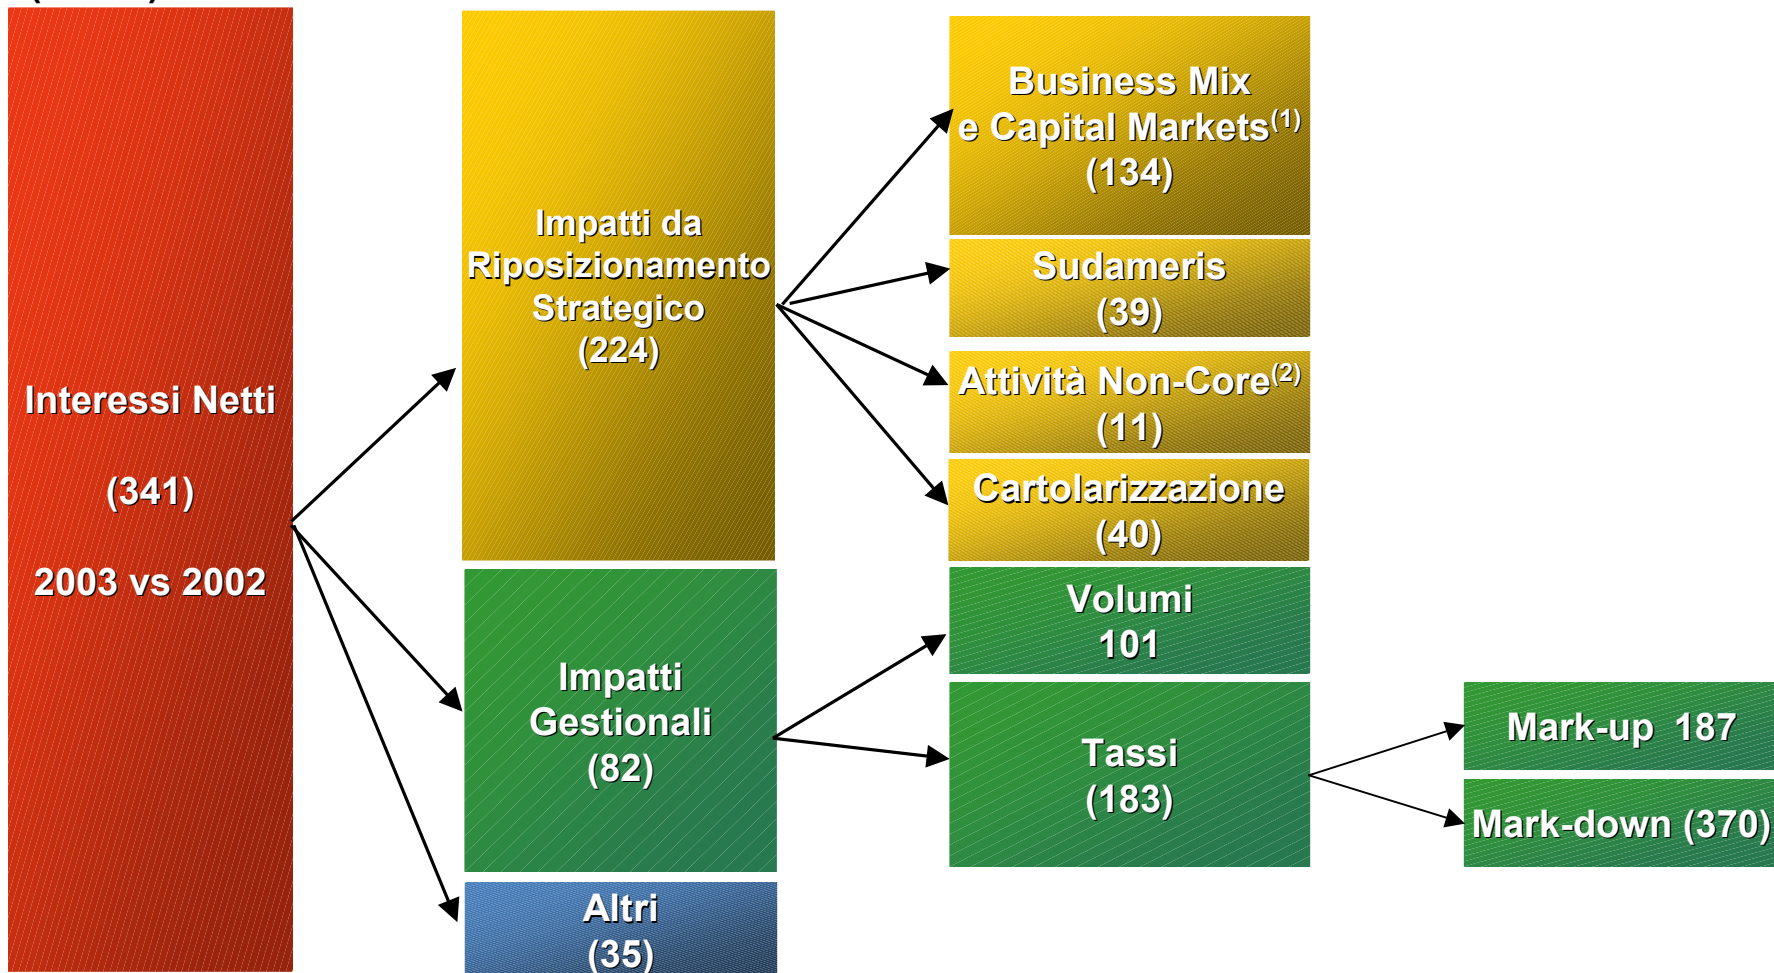 Interessi Netti
(341)
2003 vs 2002
Impatti da
Riposizionamento
Strategico
(224)
Impatti
Gestionali
(82)
Altri
(35)
Business Mix
e Capital Markets(1)
(134)
Sudameris
(39)
Attività Non-Core(2)
(11)
Cartolarizzazione
(40)
Volumi
101
Tassi
(183)
Mark-up 187
Mark-down (370)